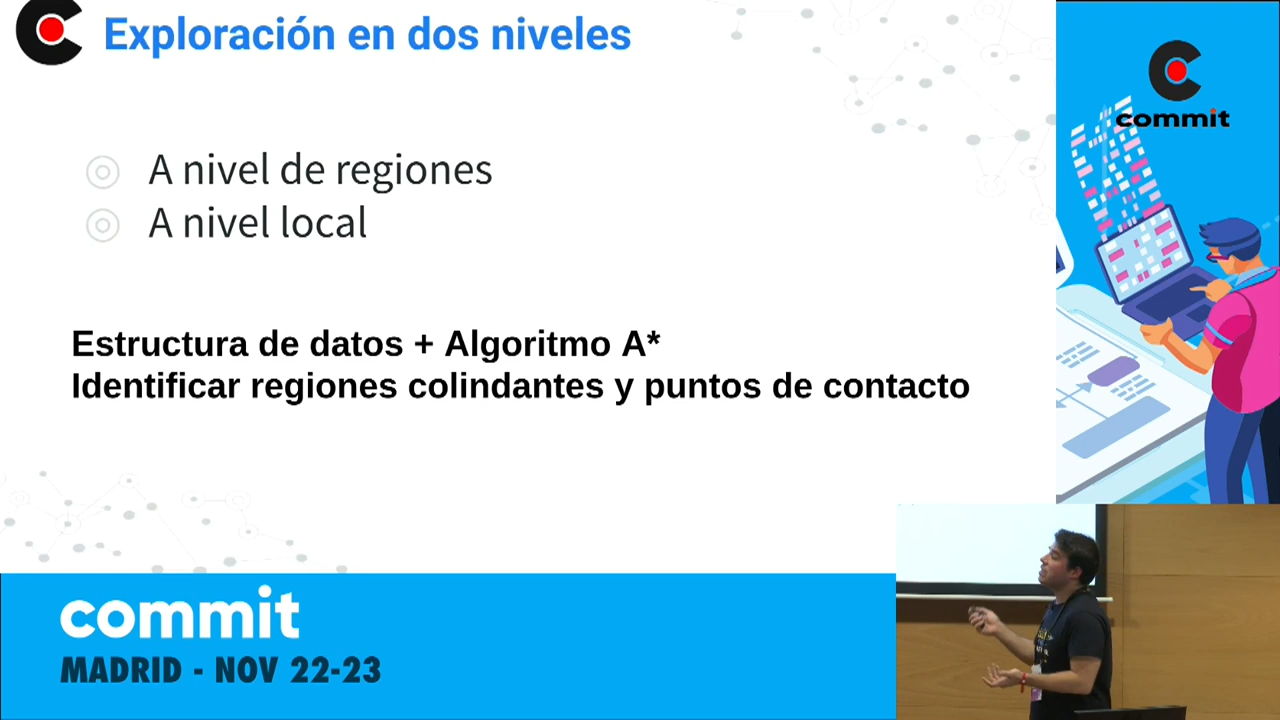 Exploración en dos niveles
commit
A nivel de regiones
A nivel local
Estructura de datos + Algoritmo A*
Identificar regiones colindantes y puntos de contacto
commit
MADRID - NOV 22-23